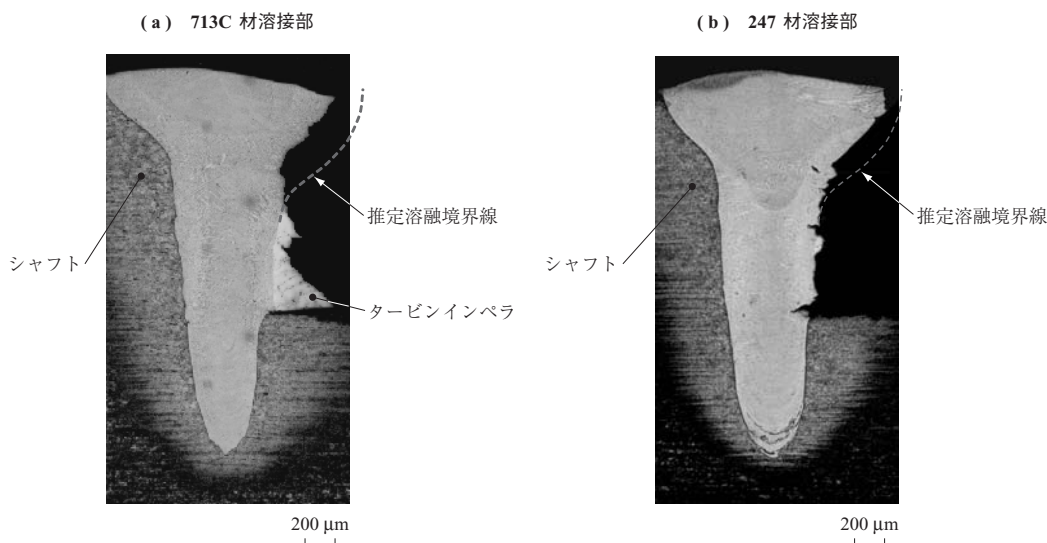 ( a ) 713C 材溶接部
( b ) 247 材溶接部
推定溶融境界線
シャフト
タービンインペラ
200 μm
推定溶融境界線
シャフト
200 μm